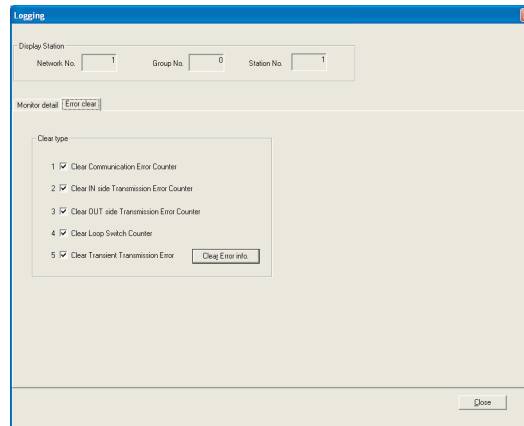 Logging
Display Station
Network No. 1 Group No. 0 Station No. 1
Monitor detail Error clear
Clear type
1 Clear Communication Error Counter
2 Clear IN side Transmission Error Counter
3 Clear OUT side Transmission Error Counter
4 Clear Loop Switch Counter
5 Clear Transient Transmission Error Clear Error info.
Close